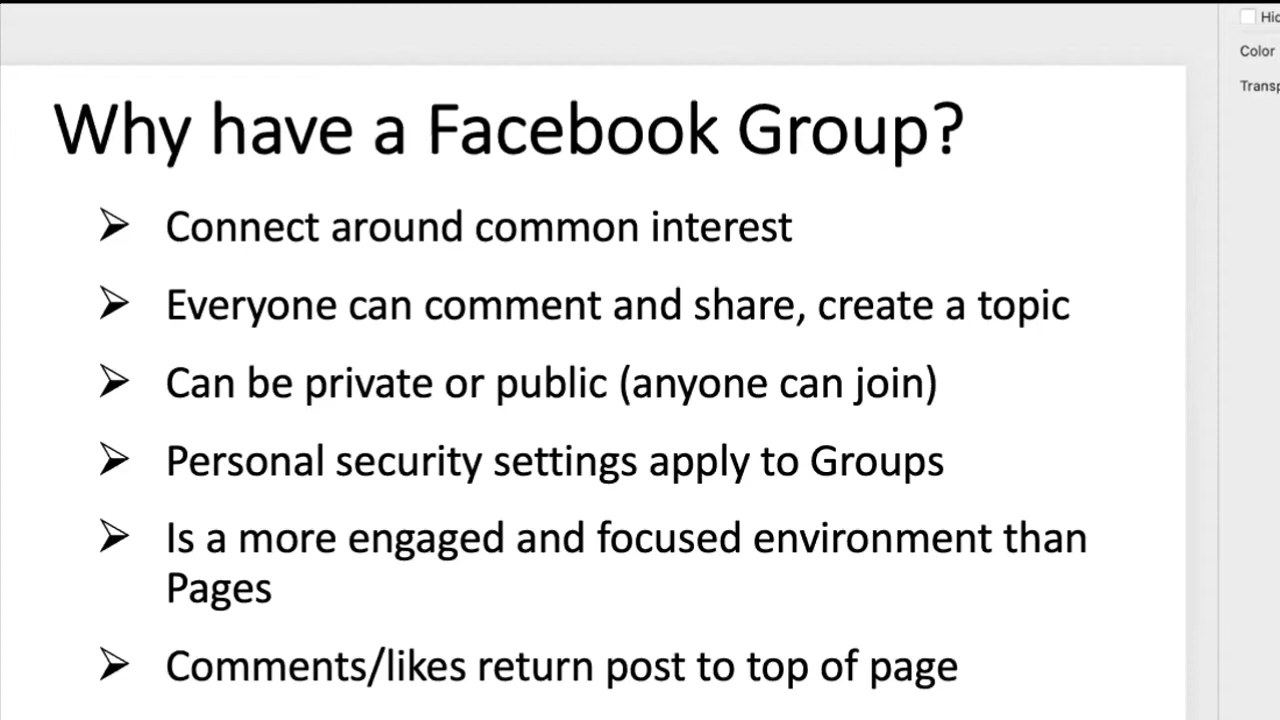 Hid
Color
Transp
Why have a Facebook Group?
➢ Connect around common interest
➢ Everyone can comment and share, create a topic
➢ Can be private or public (anyone can join)
➢ Personal security settings apply to Groups
➢ Is a more engaged and focused environment than
Pages
➢ Comments/likes return post to top of page